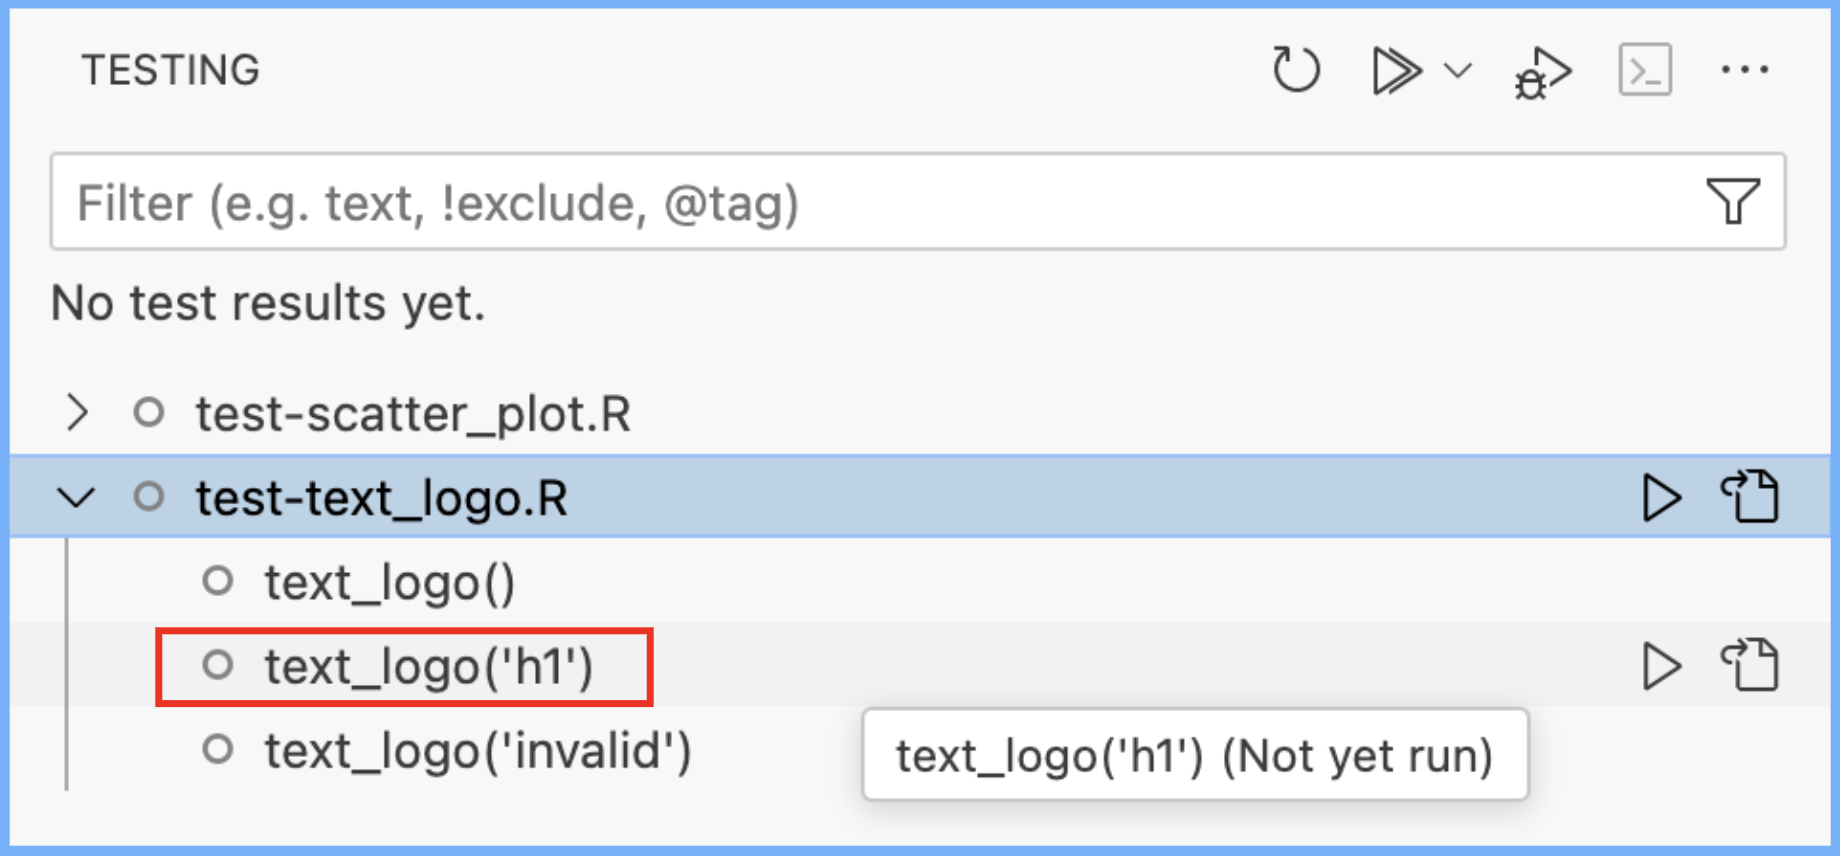 TESTING
Filter (e.g. text, !exclude, @tag)
No test results yet.
test-scatter_plot.R
test-text_logo.R
text_logo()
text_logo('h1')
text_logo('invalid')
text_logo('h1') (Not yet run)